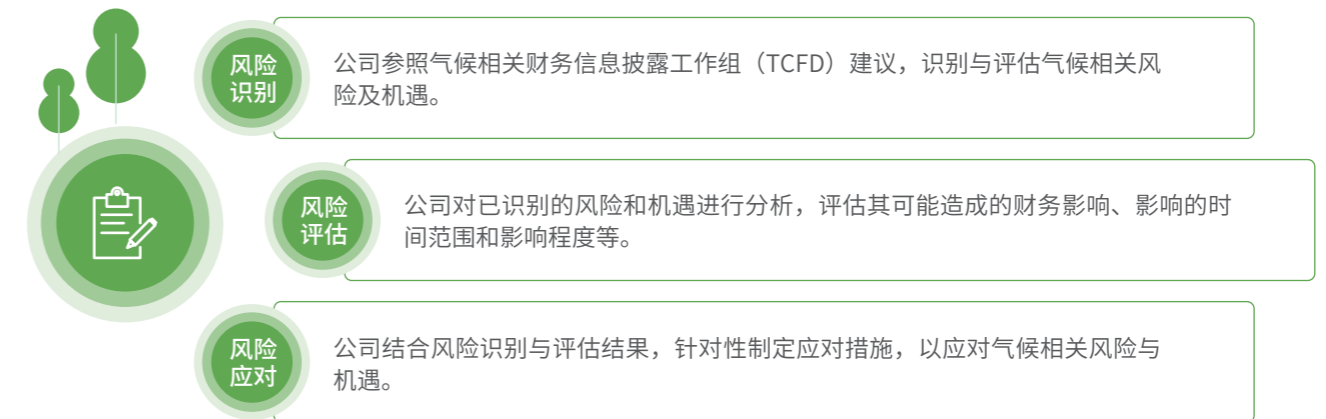 风险
识别
公司参照气候相关财务信息披露工作组（TCFD）建议，识别与评估气候相关风
险及机遇。
风险
评估
公司对已识别的风险和机遇进行分析，评估其可能造成的财务影响、影响的时
间范围和影响程度等。
风险
应对
公司结合风险识别与评估结果，针对性制定应对措施，以应对气候相关风险与
机遇。